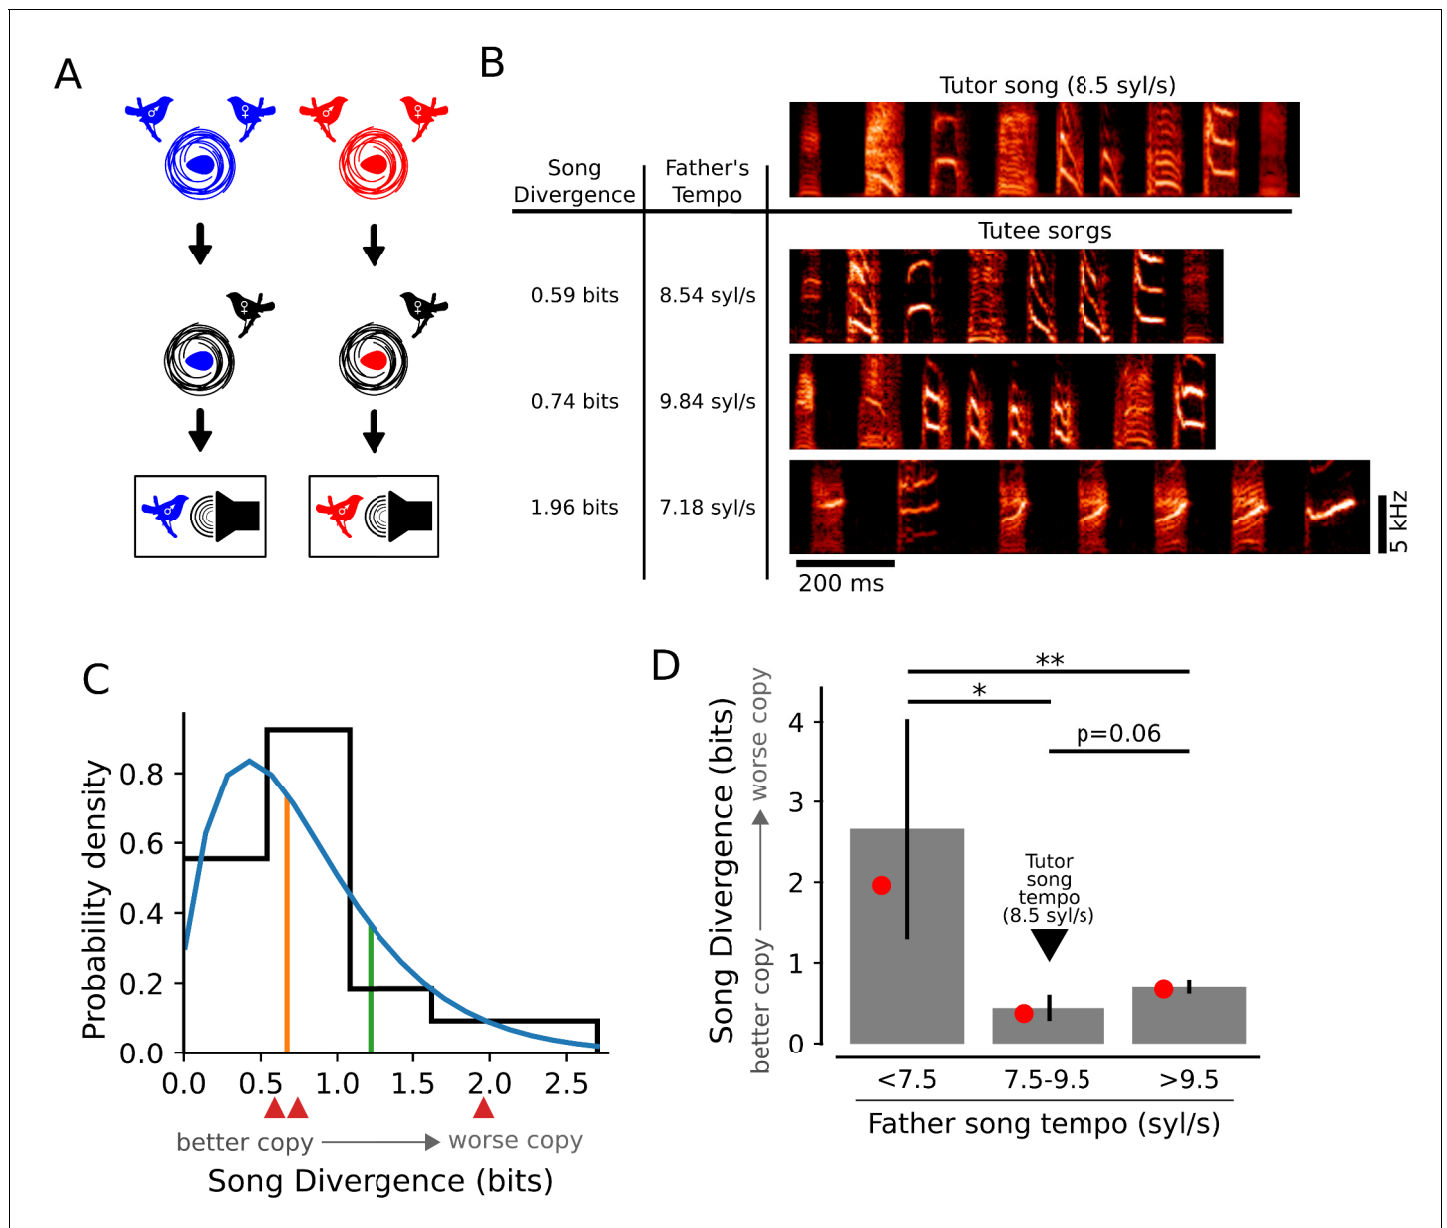 A
B
Tutor song (8.5 syl/s)
Song
Divergence
Father's
Tempo
Tutee sorgs
0.59 bits
8.54 syl/s
0.74 bits
9.84 syl/s
1.96 bits
7.18 syl/s
5 kHz
200 ms
C
Probability density
0.8
0.6
0.4
0.2
0.0
0.0 0.5 1.0 1.5 2.0 2.5
better copy worse copy
Song Divergence (bits)
D
Song Divergence (bits)
better copy worse copy
**
*
p=0.06
4
3
2
1
0
Tutor
song
tempo
(8.5 syl/s)
<7.5 7.5-9.5 >9.5
Father song tempo (syl/s)